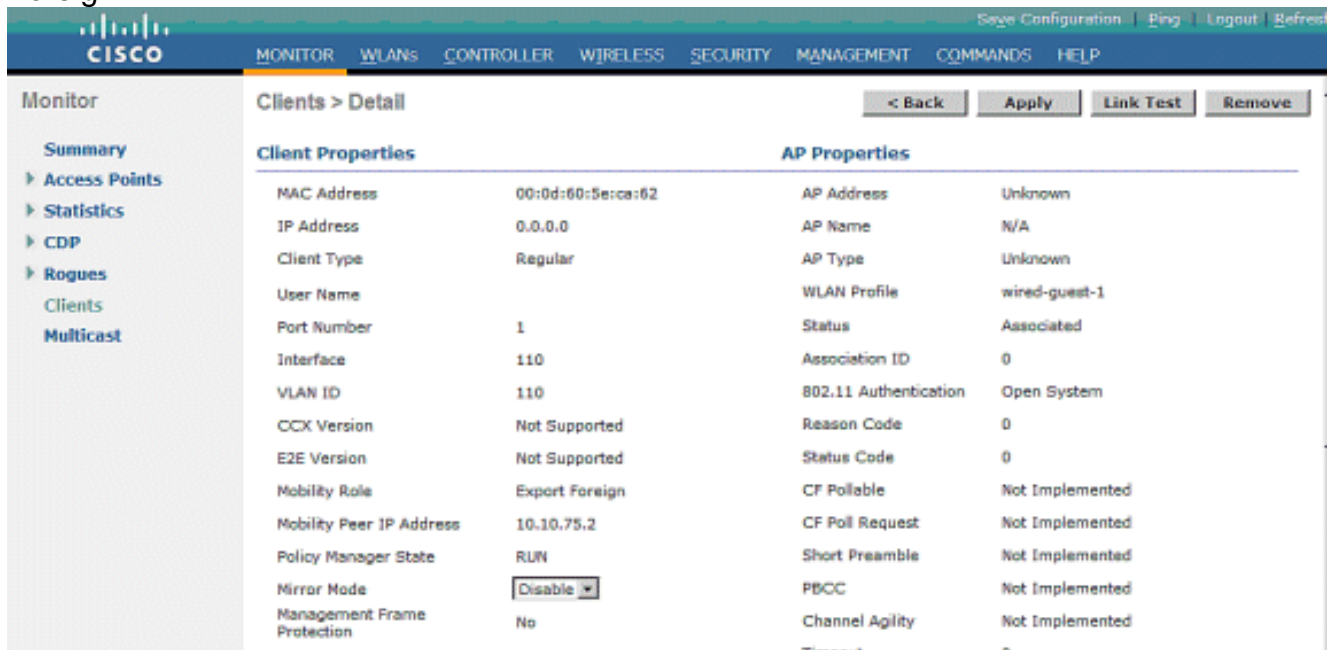 Save Configuration | Ping | Logout | Refresh
CISCO
MONITOR WLANs CONTROLLER WIRELESS SECURITY MANAGEMENT COMMANDS HELP
Monitor
Summary
Access Points
Statistics
CDP
Rogues
Clients
Multicast
Clients > Detail
< Back Apply Link Test Remove
Client Properties
MAC Address 00:0d:60:5e:ca:62
IP Address 0.0.0.0
Client Type Regular
User Name
Port Number 1
Interface 110
VLAN ID 110
CCX Version Not Supported
E2E Version Not Supported
Mobility Role Export Foreign
Mobility Peer IP Address 10.10.75.2
Policy Manager State RUN
Mirror Mode Disable
Management Frame
Protection No
AP Properties
AP Address Unknown
AP Name N/A
AP Type Unknown
WLAN Profile wired-guest-1
Status Associated
Association ID 0
802.11 Authentication Open System
Reason Code 0
Status Code 0
CF Pollable Not Implemented
CF Poll Request Not Implemented
Short Preamble Not Implemented
PBCC Not Implemented
Channel Agility Not Implemented